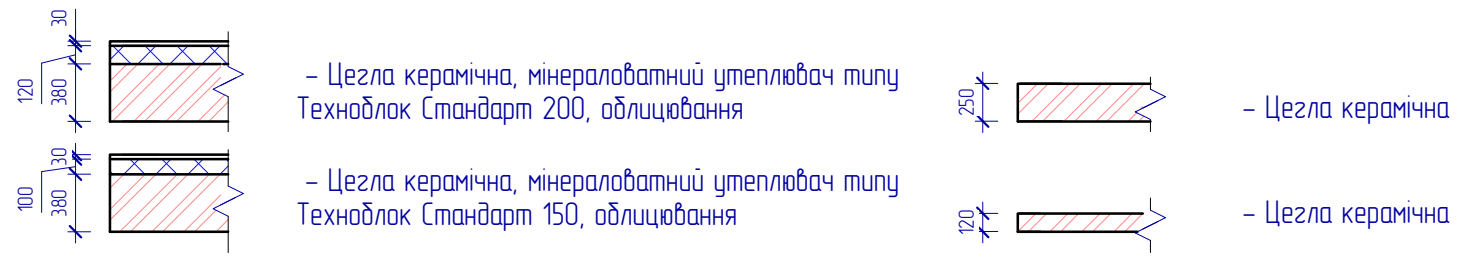 30
120
380
– Цегла керамічна, мінераловатний утеплювач типу
Техноблок Стандарт 200, облицювання
30
100
380
– Цегла керамічна, мінераловатний утеплювач типу
Техноблок Стандарт 150, облицювання
250
– Цегла керамічна
120
– Цегла керамічна